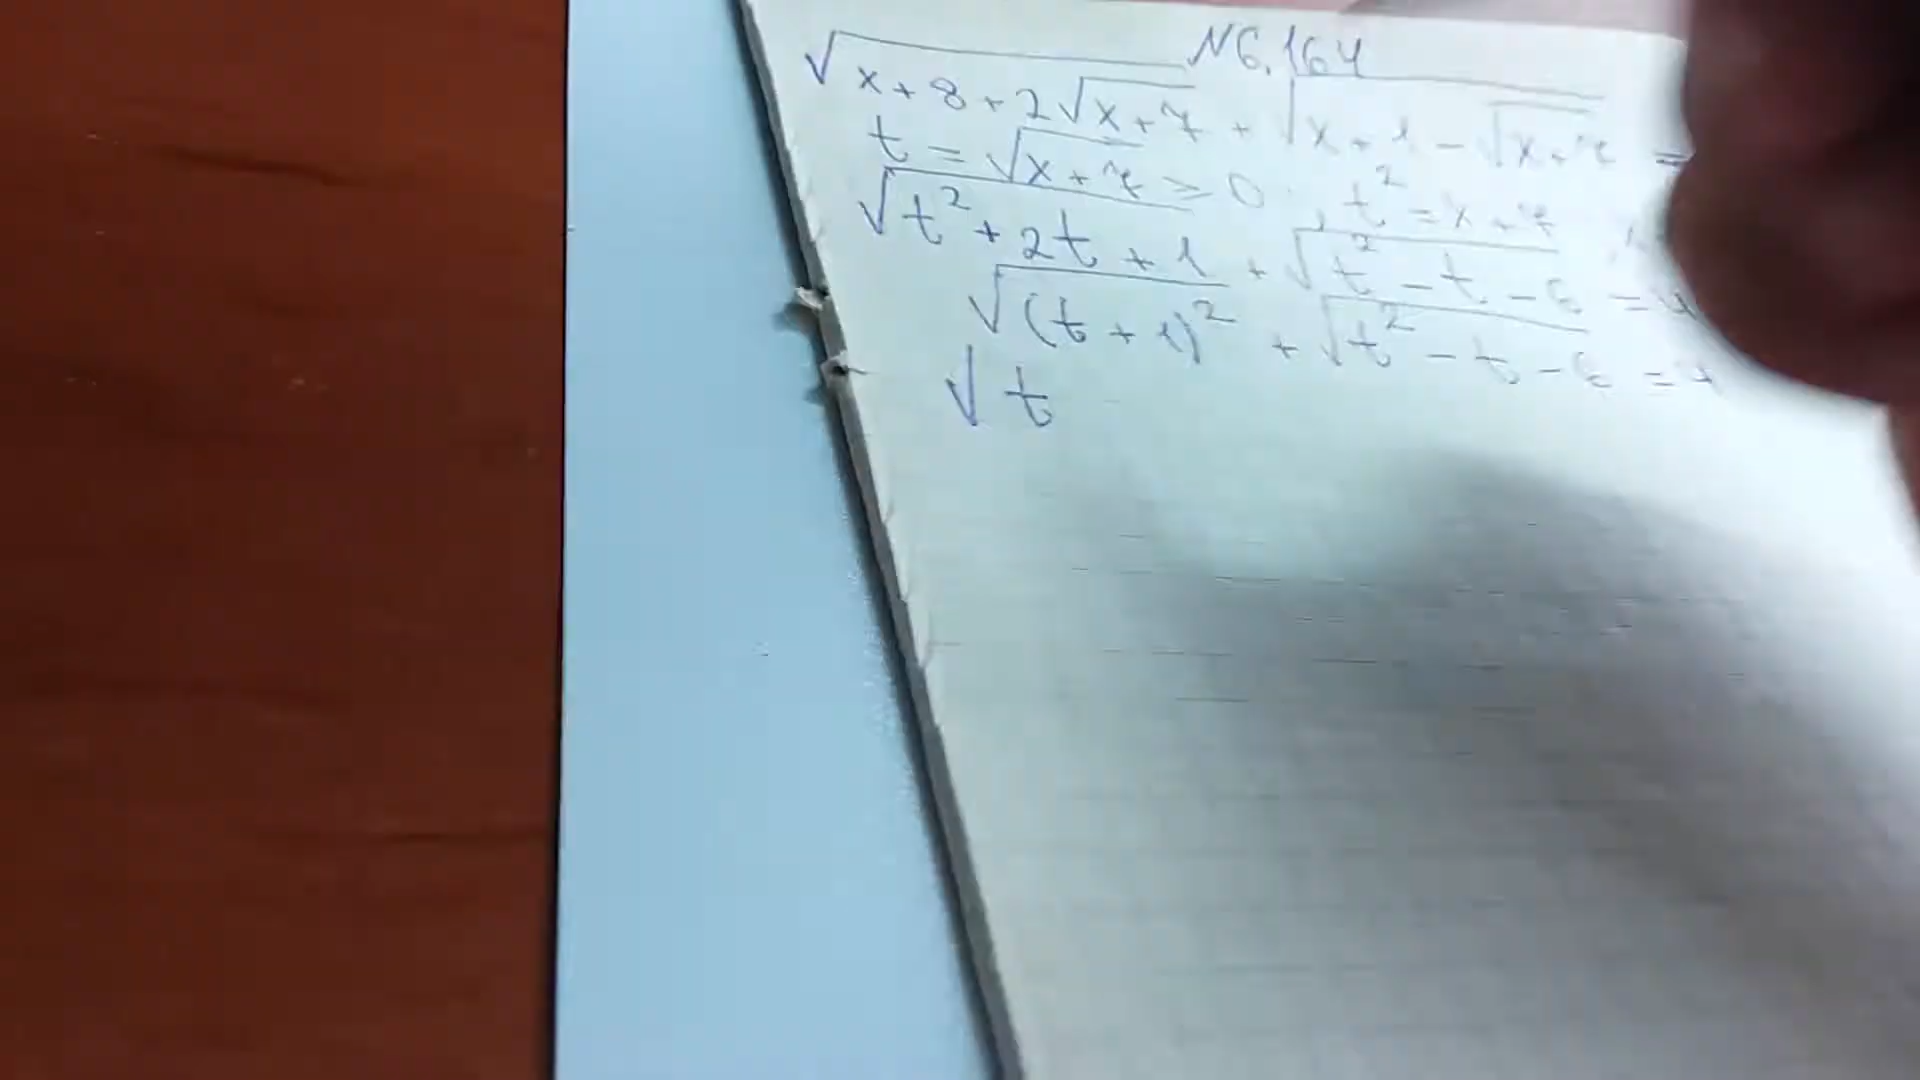 N6.164
√(x+8+2√(x+7)) + √(x+1-√(x+7)) =
t = √(x+7) ≥ 0, t² = x+7
√(t²+2t+1) + √(t²-t-6) = 4
√((t+1)²) + √(t²-t-6) = 4
√t